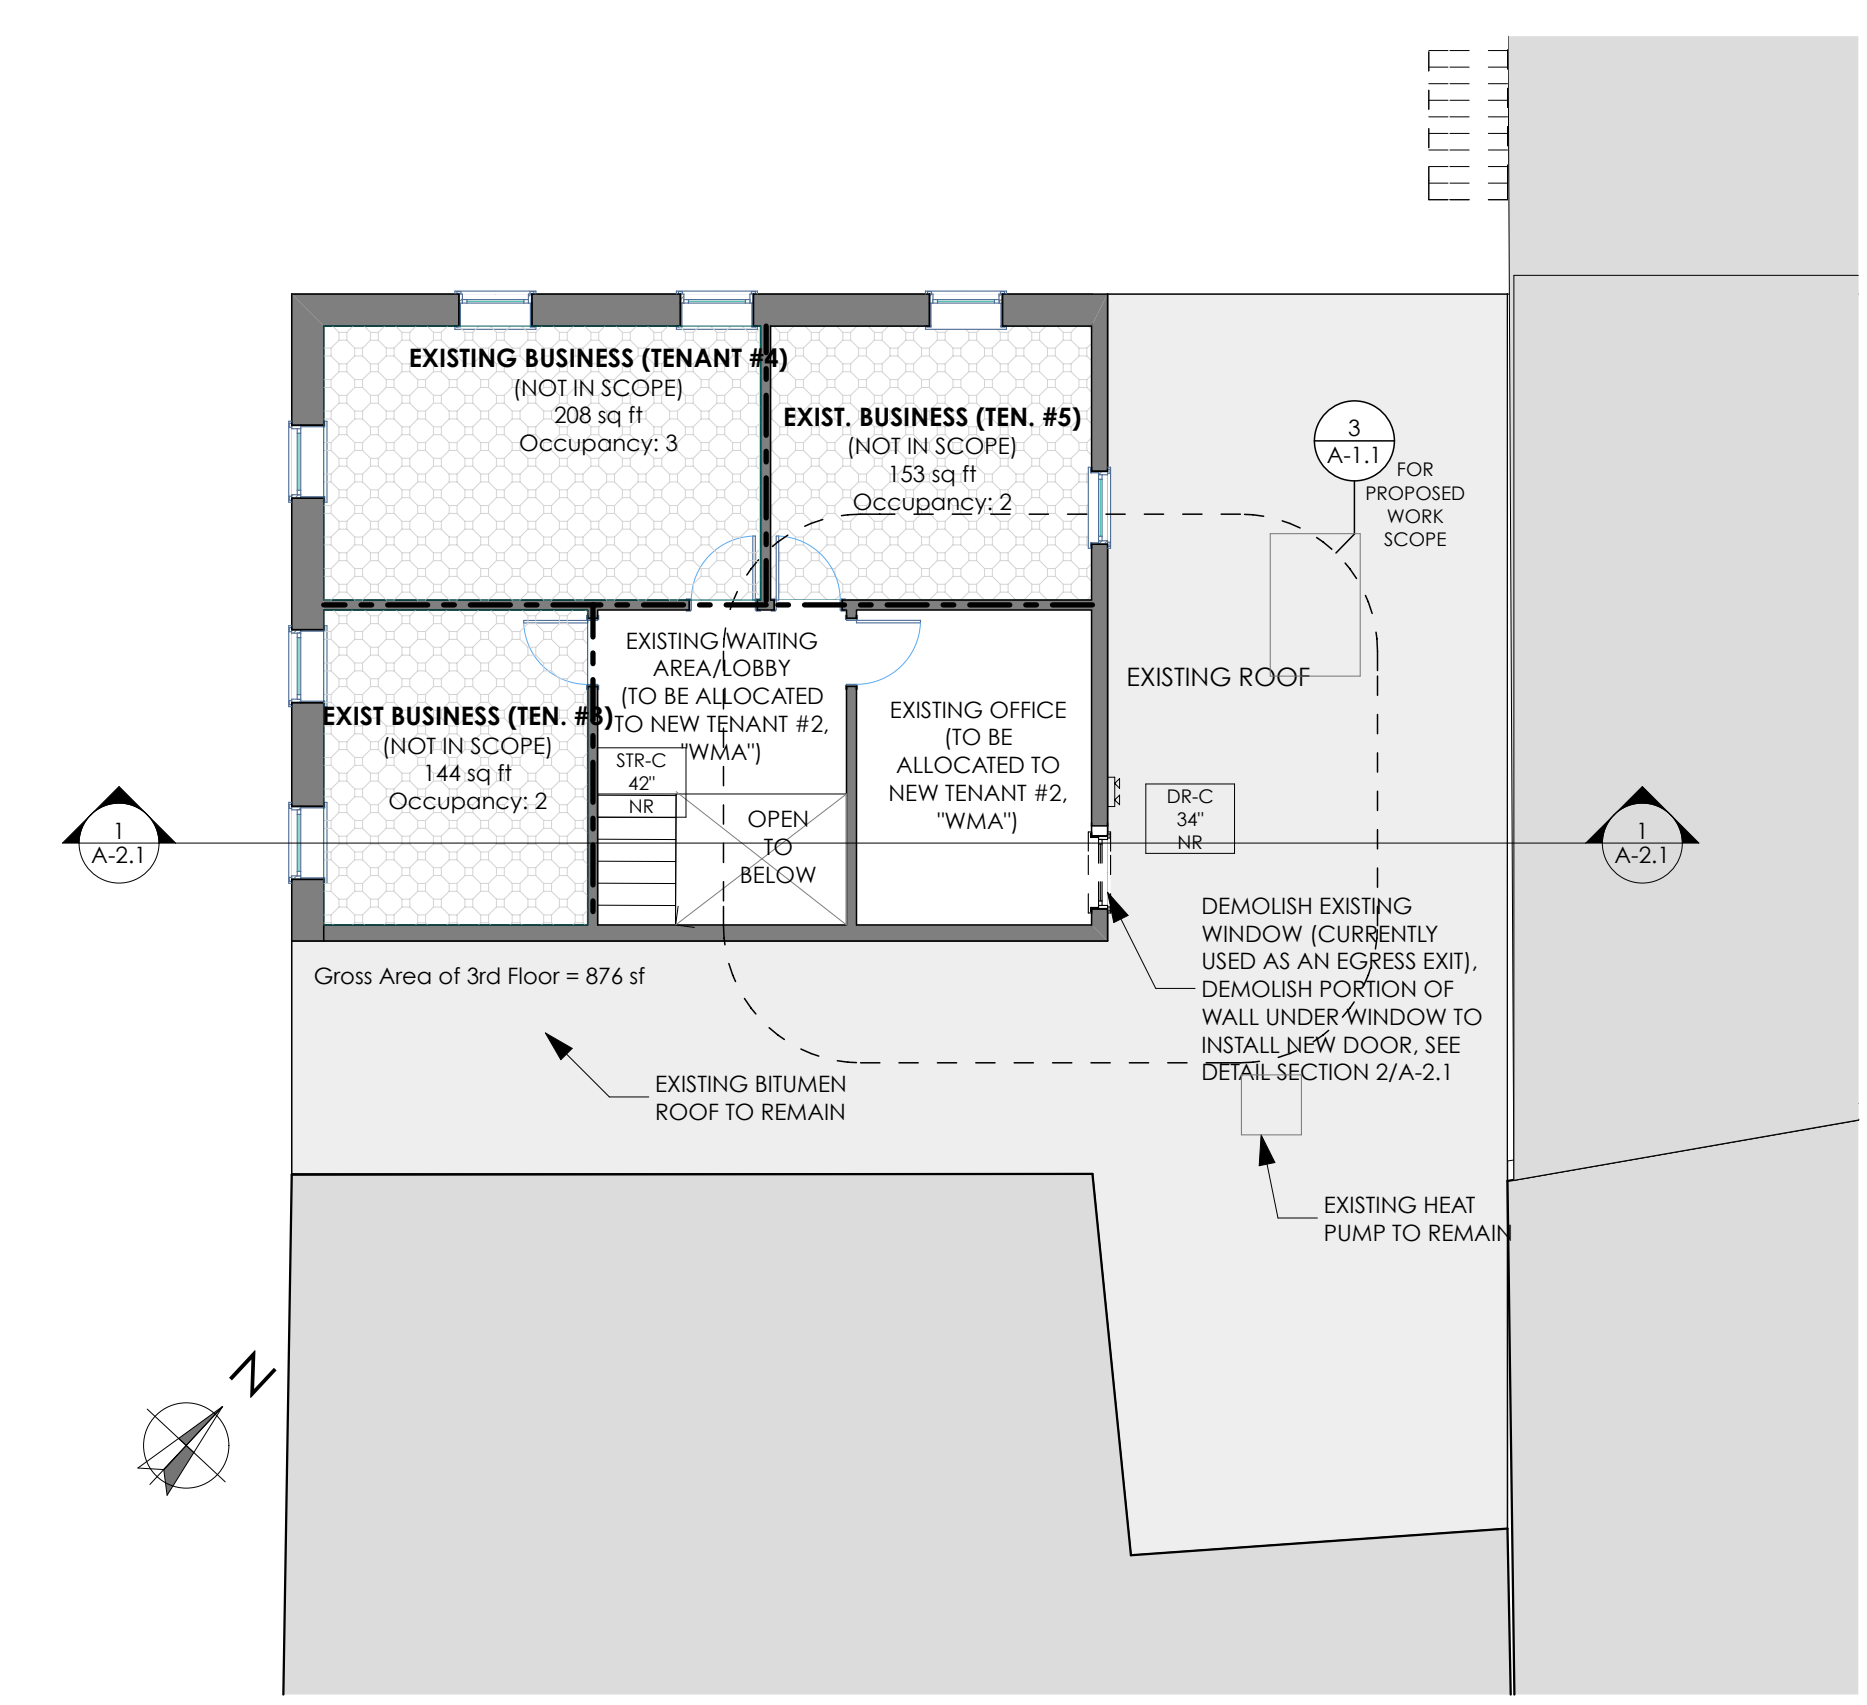 EXISTING BUSINESS (TENANT #4)
(NOT IN SCOPE)
208 sq ft
Occupancy: 3
EXIST. BUSINESS (TEN. #5)
(NOT IN SCOPE)
153 sq ft
Occupancy: 2
3
A-1.1
FOR
PROPOSED
WORK
SCOPE
EXISTING WAITING
AREA/LOBBY
(TO BE ALLOCATED
TO NEW TENANT #2,
"WMA")
EXISTING ROOF
EXIST BUSINESS (TEN. #3)
(NOT IN SCOPE)
144 sq ft
Occupancy: 2
EXISTING OFFICE
(TO BE
ALLOCATED TO
NEW TENANT #2,
"WMA")
STR-C
42"
NR
OPEN
TO
BELOW
DR-C
34"
NR
1
A-2.1
1
A-2.1
DEMOLISH EXISTING
WINDOW (CURRENTLY
USED AS AN EGRESS EXIT),
DEMOLISH PORTION OF
WALL UNDER WINDOW TO
INSTALL NEW DOOR, SEE
DETAIL SECTION 2/A-2.1
Gross Area of 3rd Floor = 876 sf
EXISTING BITUMEN
ROOF TO REMAIN
EXISTING HEAT
PUMP TO REMAIN
N